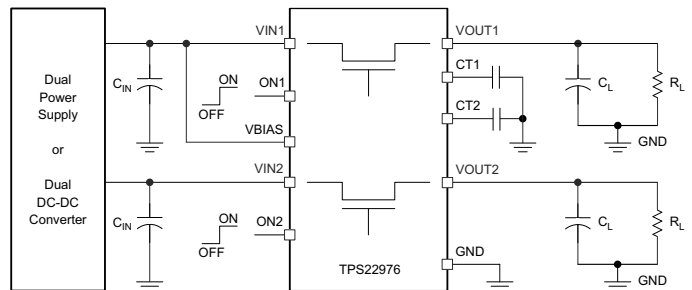 Dual
Power
Supply
or
Dual
DC-DC
Converter
CIN
ON
OFF
VIN1
ON1
VBIAS
VIN2
CIN
ON
OFF
ON2
TPS22976
VOUT1
CT1
CT2
CL
RL
GND
VOUT2
GND
CL
RL
GND